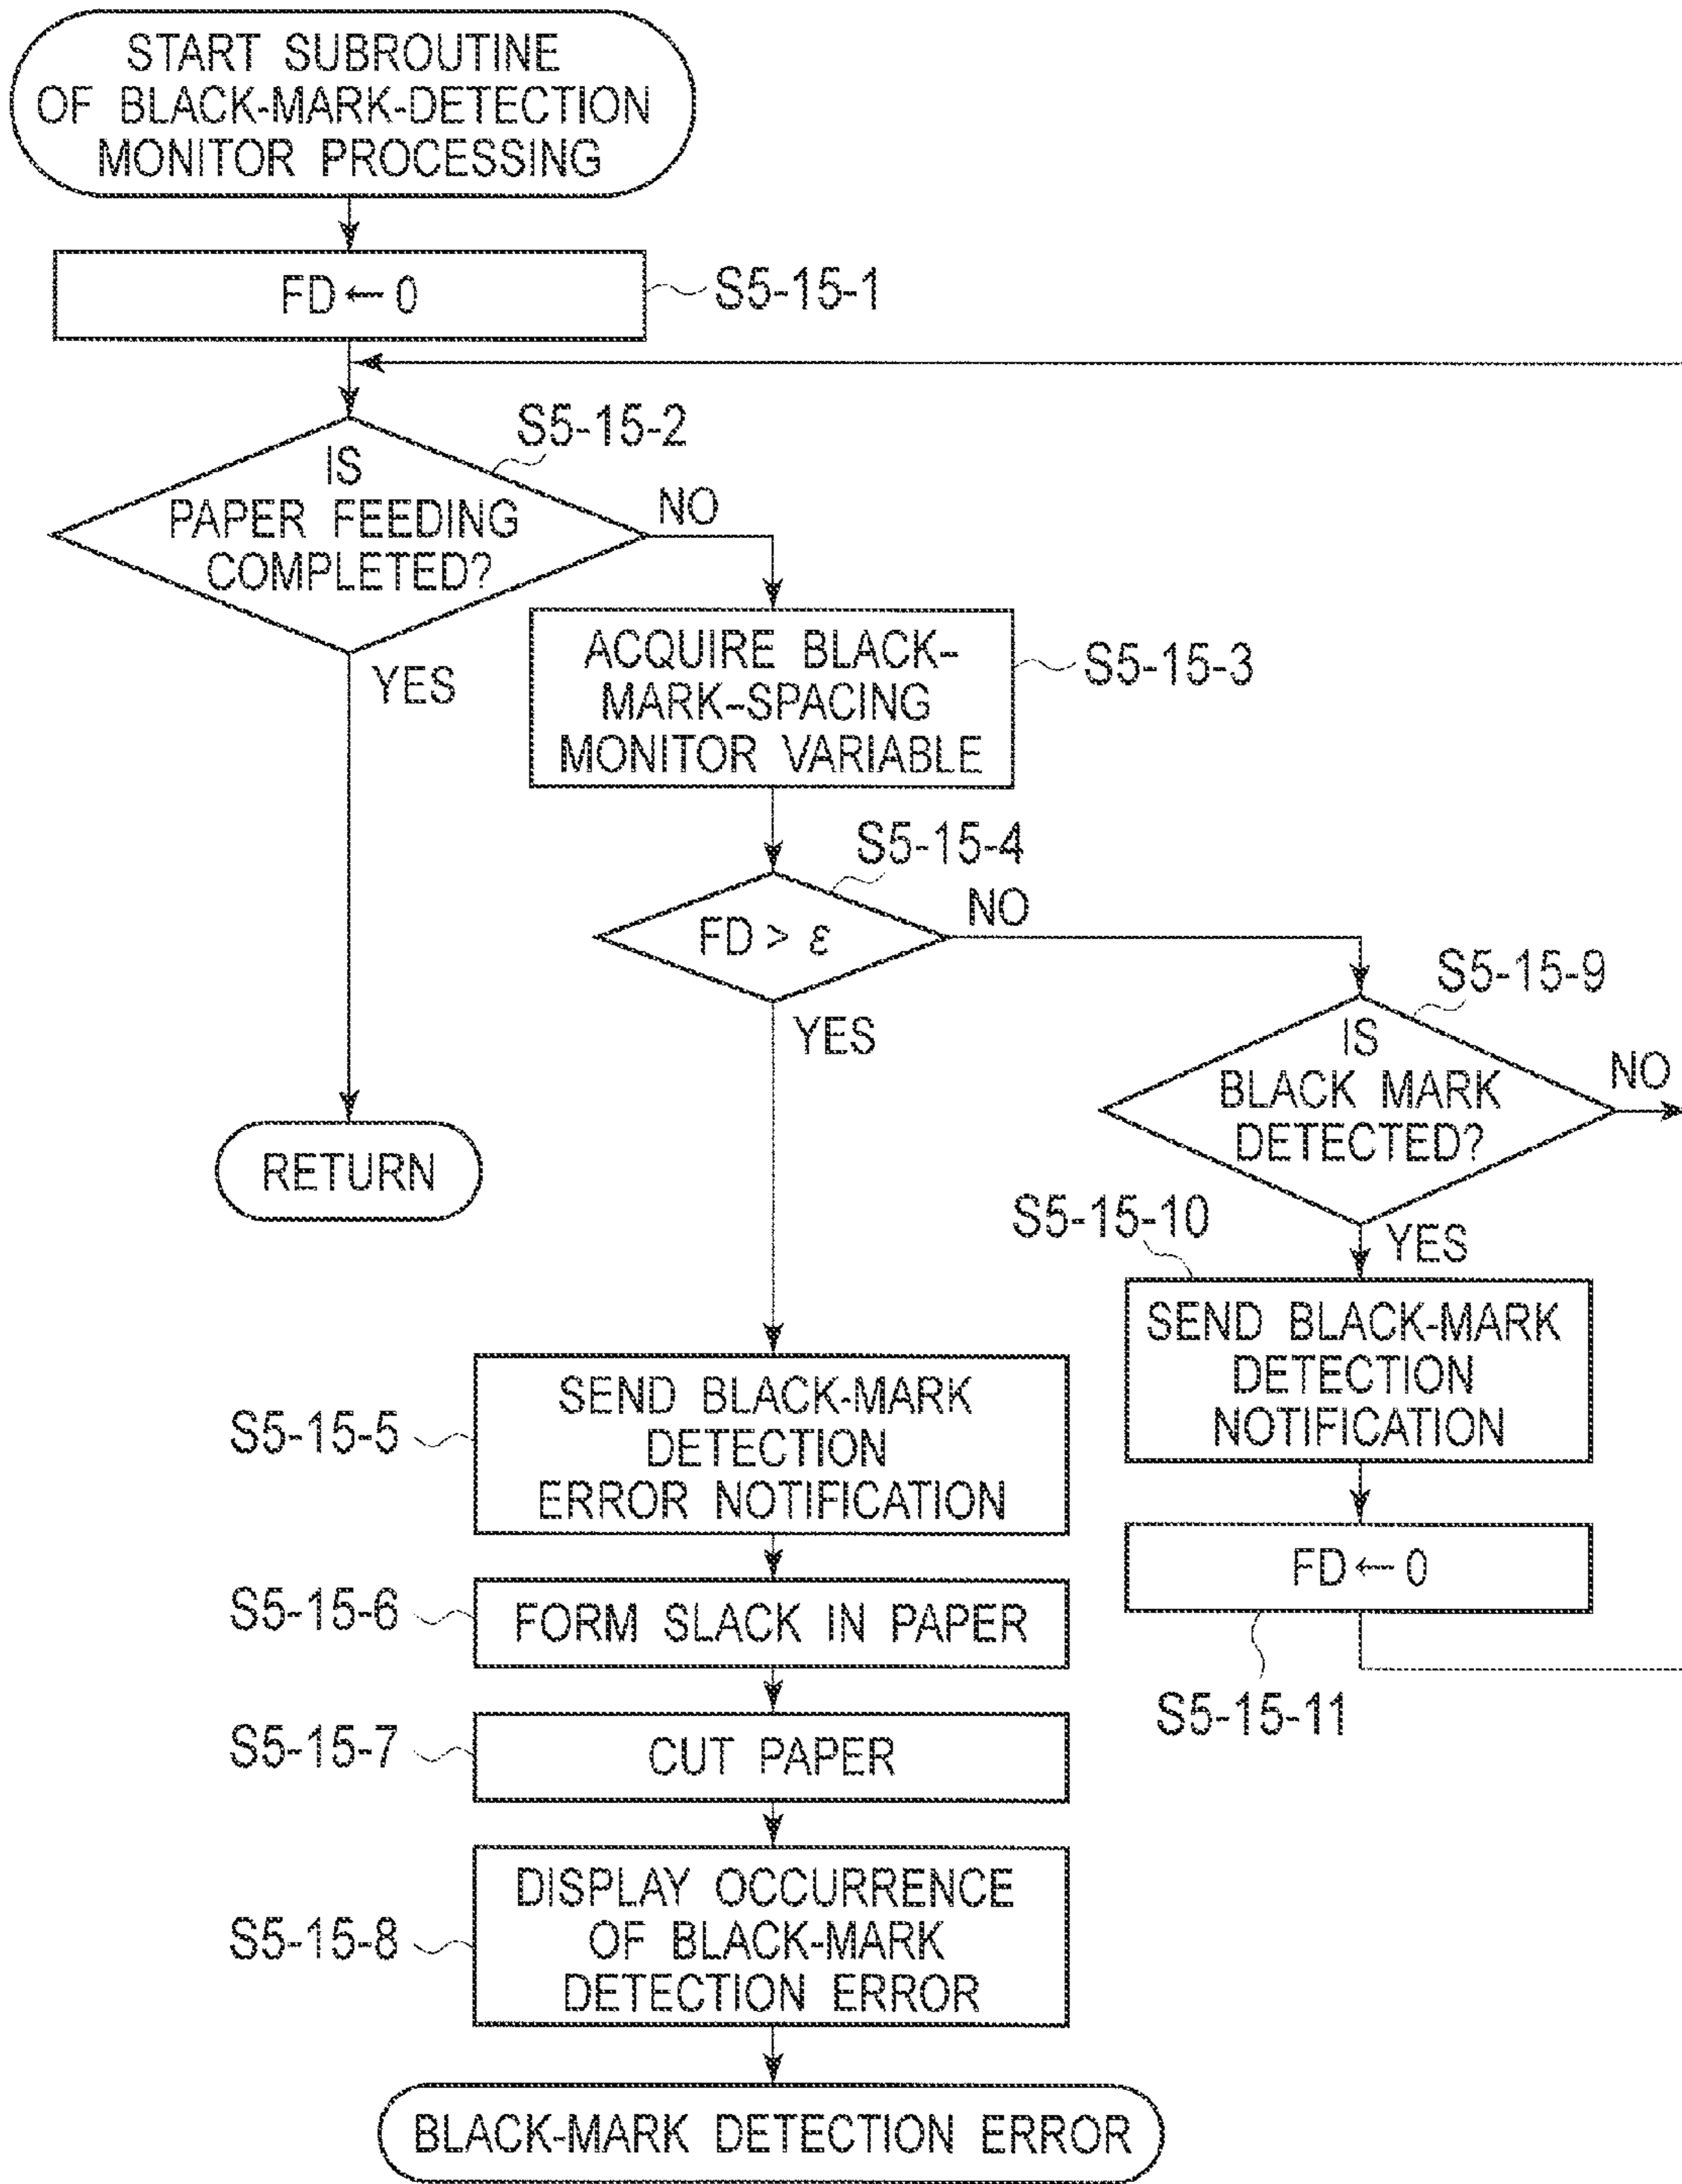 START SUBROUTINE
OF BLACK-MARK-DETECTION
MONITOR PROCESSING
FD ← 0
S5-15-1
S5-15-2
IS
PAPER FEEDING
COMPLETED?
NO
YES
ACQUIRE BLACK-
MARK-SPACING
MONITOR VARIABLE
S5-15-3
S5-15-4
FD > ε
NO
YES
S5-15-9
IS
BLACK MARK
DETECTED?
NO
YES
RETURN
S5-15-10
SEND BLACK-MARK
DETECTION
NOTIFICATION
FD ← 0
S5-15-11
S5-15-5
SEND BLACK-MARK
DETECTION
ERROR NOTIFICATION
S5-15-6
FORM SLACK IN PAPER
S5-15-7
CUT PAPER
S5-15-8
DISPLAY OCCURRENCE
OF BLACK-MARK
DETECTION ERROR
BLACK-MARK DETECTION ERROR